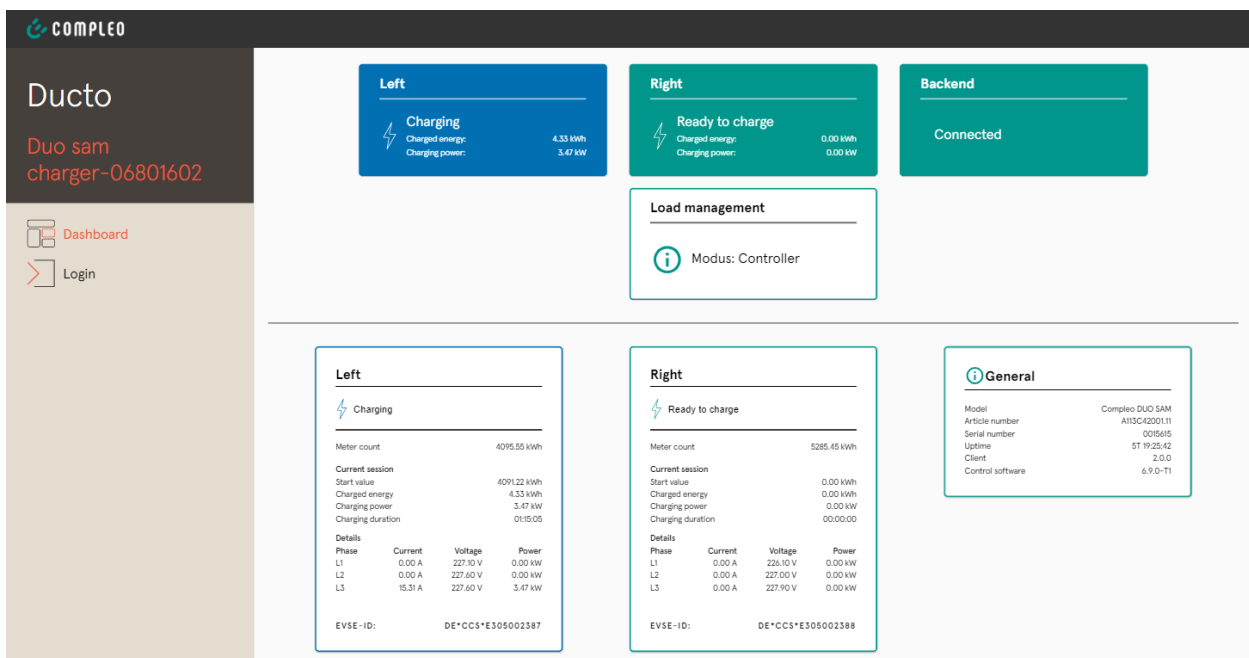 COMPLEO
Ducto
Duo sam
charger-06801602
Dashboard
Login
Left
Charging
Charged energy: 4.33 kWh
Charging power: 3.47 kW
Right
Ready to charge
Charged energy: 0.00 kWh
Charging power: 0.00 kW
Backend
Connected
Load management
Modus: Controller
Left
Charging
Meter count 4095.55 kWh
Current session
Start value 4091.22 kWh
Charged energy 4.33 kWh
Charging power 3.47 kW
Charging duration 01:15:05
Details
Phase Current Voltage Power
L1 0.00 A 227.10 V 0.00 kW
L2 0.00 A 227.60 V 0.00 kW
L3 15.31 A 227.60 V 3.47 kW
EVSE-ID: DE*CCS*E305002387
Right
Ready to charge
Meter count 5285.45 kWh
Current session
Start value 0.00 kWh
Charged energy 0.00 kWh
Charging power 0.00 kW
Charging duration 00:00:00
Details
Phase Current Voltage Power
L1 0.00 A 226.10 V 0.00 kW
L2 0.00 A 227.00 V 0.00 kW
L3 0.00 A 227.90 V 0.00 kW
EVSE-ID: DE*CCS*E305002388
General
Model Compleo DUO SAM
Article number A113C42001.11
Serial number 0015615
Uptime 5T 19:25:42
Client 2.0.0
Control software 6.9.0-T1